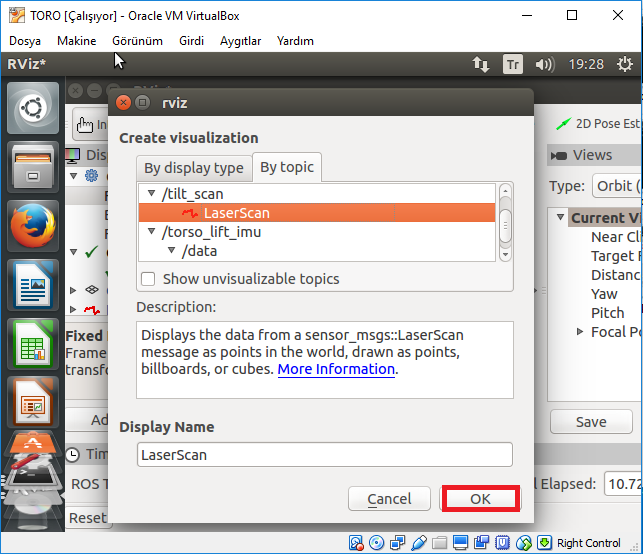 TORO [Çalışıyor] - Oracle VM VirtualBox
Dosya Makine Görünüm Girdi Aygıtlar Yardım
RViz* Tr 19:28
rviz
Create visualization
By display type By topic
/tilt_scan
LaserScan
/torso_lift_imu
/data
Show unvisualizable topics
Description:
Displays the data from a sensor_msgs::LaserScan
message as points in the world, drawn as points,
billboards, or cubes. More Information.
Display Name
LaserScan
Cancel OK
In
Fixed
Frame
Ad
Tim
ROS T
Reset
2D Pose Est
Views
Type: Orbit (
Current Vi
Near Cli
Target F
Distanc
Yaw
Pitch
Focal Po
Save
Elapsed: 10.72
Right Control